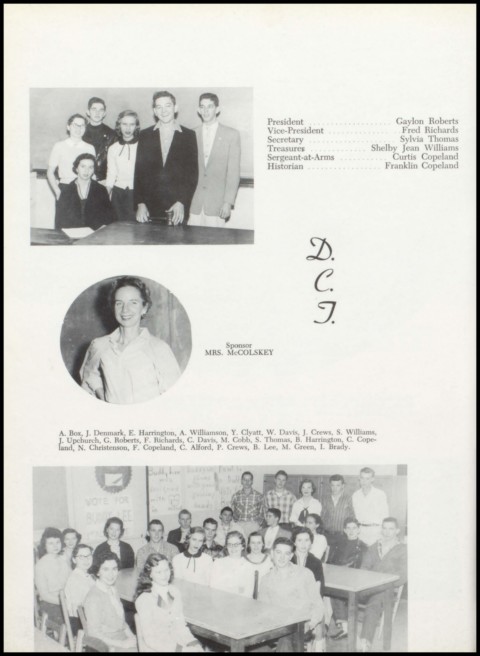 President . . . . . . . . . . . . . . . . . . Gaylon Roberts
Vice-President . . . . . . . . . . . . . . . Fred Richards
Secretary . . . . . . . . . . . . . . . . . . Sylvia Thomas
Treasures . . . . . . . . . . . . . Shelby Jean Williams
Sergeant-at-Arms . . . . . . . . . . Curtis Copeland
Historian . . . . . . . . . . . . . . . . Franklin Copeland
D.
C.
T.
Sponsor
MRS. McCOLSKEY
A. Box, J. Denmark, E. Harrington, A. Williamson, Y. Clyatt, W. Davis, J. Crews, S. Williams,
J. Upchurch, G. Roberts, F. Richards, C. Davis, M. Cobb, S. Thomas, B. Harrington, C. Cope-
land, N. Christenson, F. Copeland, C. Alford, P. Crews, B. Lee, M. Green, I. Brady.
VOTE FOR